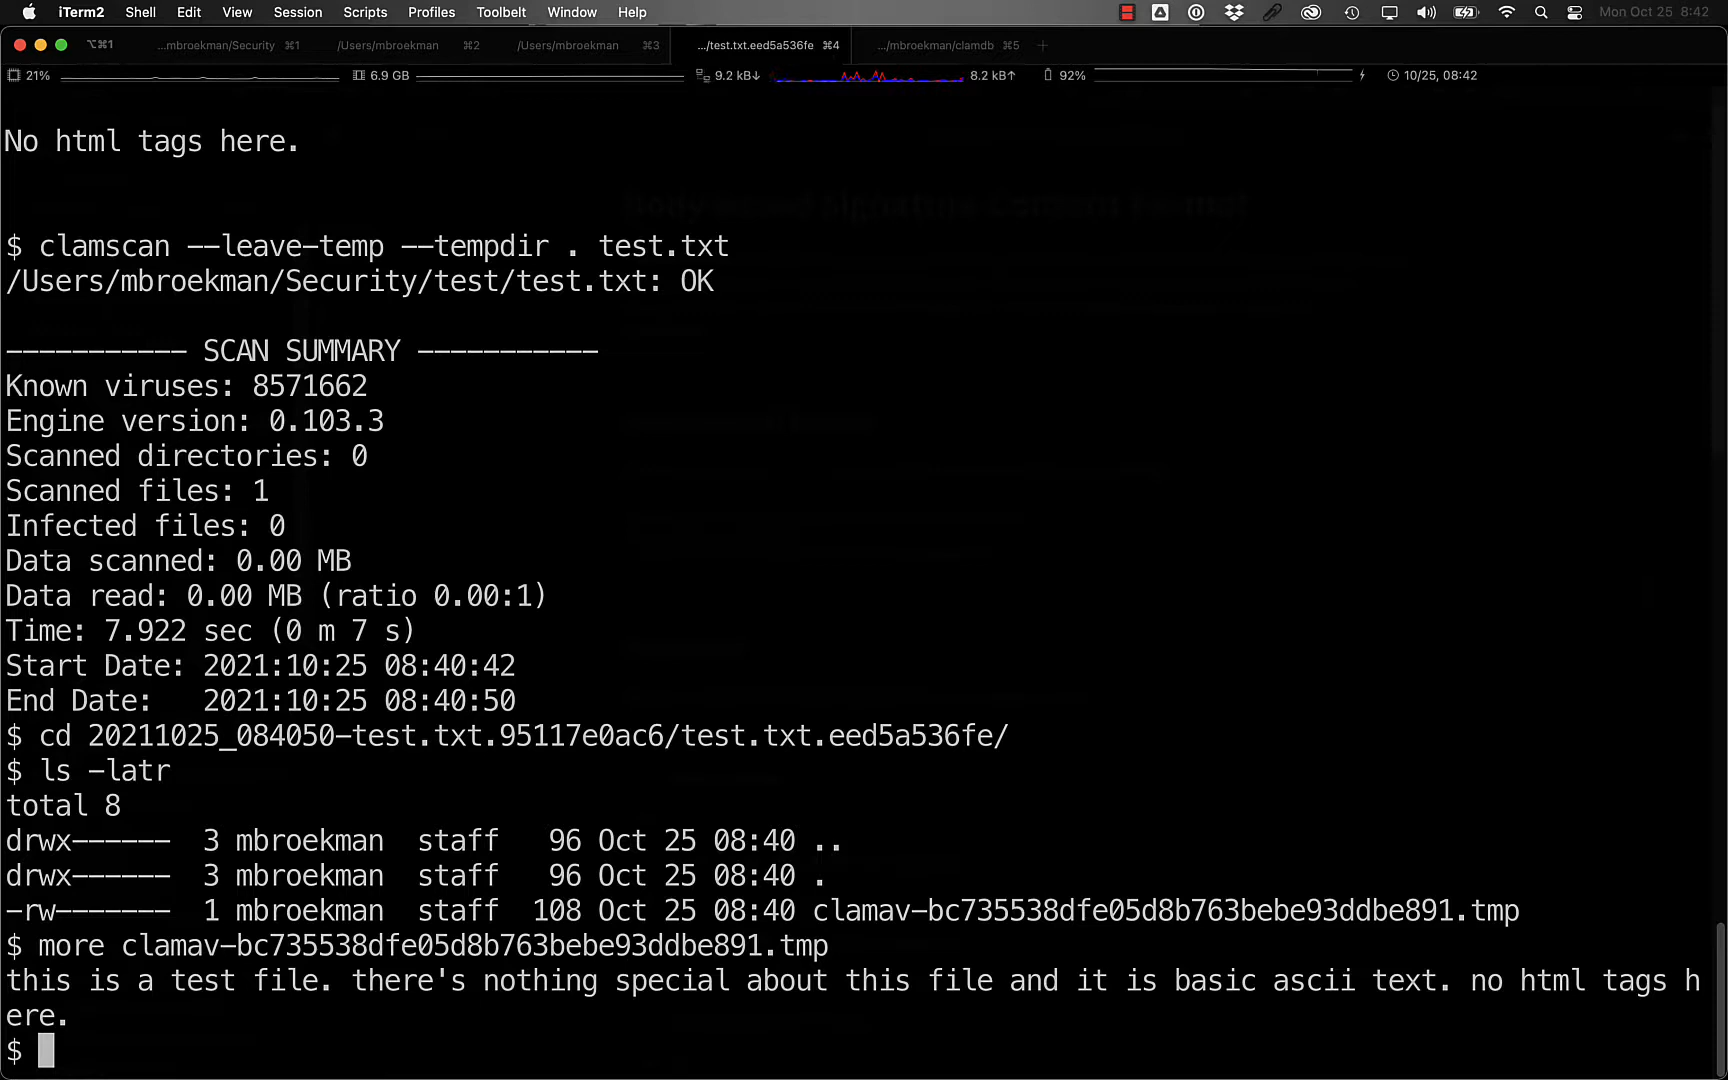 iTerm2 Shell Edit View Session Scripts Profiles Toolbelt Window Help Mon Oct 25 8:42
⌥⌘1 ...mbroekman/Security ⌘1 /Users/mbroekman ⌘2 /Users/mbroekman ⌘3 .../test.txt.eed5a536fe ⌘4 .../mbroekman/clamdb ⌘5 +
21% 6.9 GB 9.2 kB↓ 8.2 kB↑ 92% 10/25, 08:42
No html tags here.
$ clamscan --leave-temp --tempdir . test.txt
/Users/mbroekman/Security/test/test.txt: OK
----------- SCAN SUMMARY -----------
Known viruses: 8571662
Engine version: 0.103.3
Scanned directories: 0
Scanned files: 1
Infected files: 0
Data scanned: 0.00 MB
Data read: 0.00 MB (ratio 0.00:1)
Time: 7.922 sec (0 m 7 s)
Start Date: 2021:10:25 08:40:42
End Date:   2021:10:25 08:40:50
$ cd 20211025_084050-test.txt.95117e0ac6/test.txt.eed5a536fe/
$ ls -latr
total 8
drwx------  3 mbroekman  staff   96 Oct 25 08:40 ..
drwx------  3 mbroekman  staff   96 Oct 25 08:40 .
-rw-------  1 mbroekman  staff  108 Oct 25 08:40 clamav-bc735538dfe05d8b763bebe93ddbe891.tmp
$ more clamav-bc735538dfe05d8b763bebe93ddbe891.tmp
this is a test file. there's nothing special about this file and it is basic ascii text. no html tags h
ere.
$